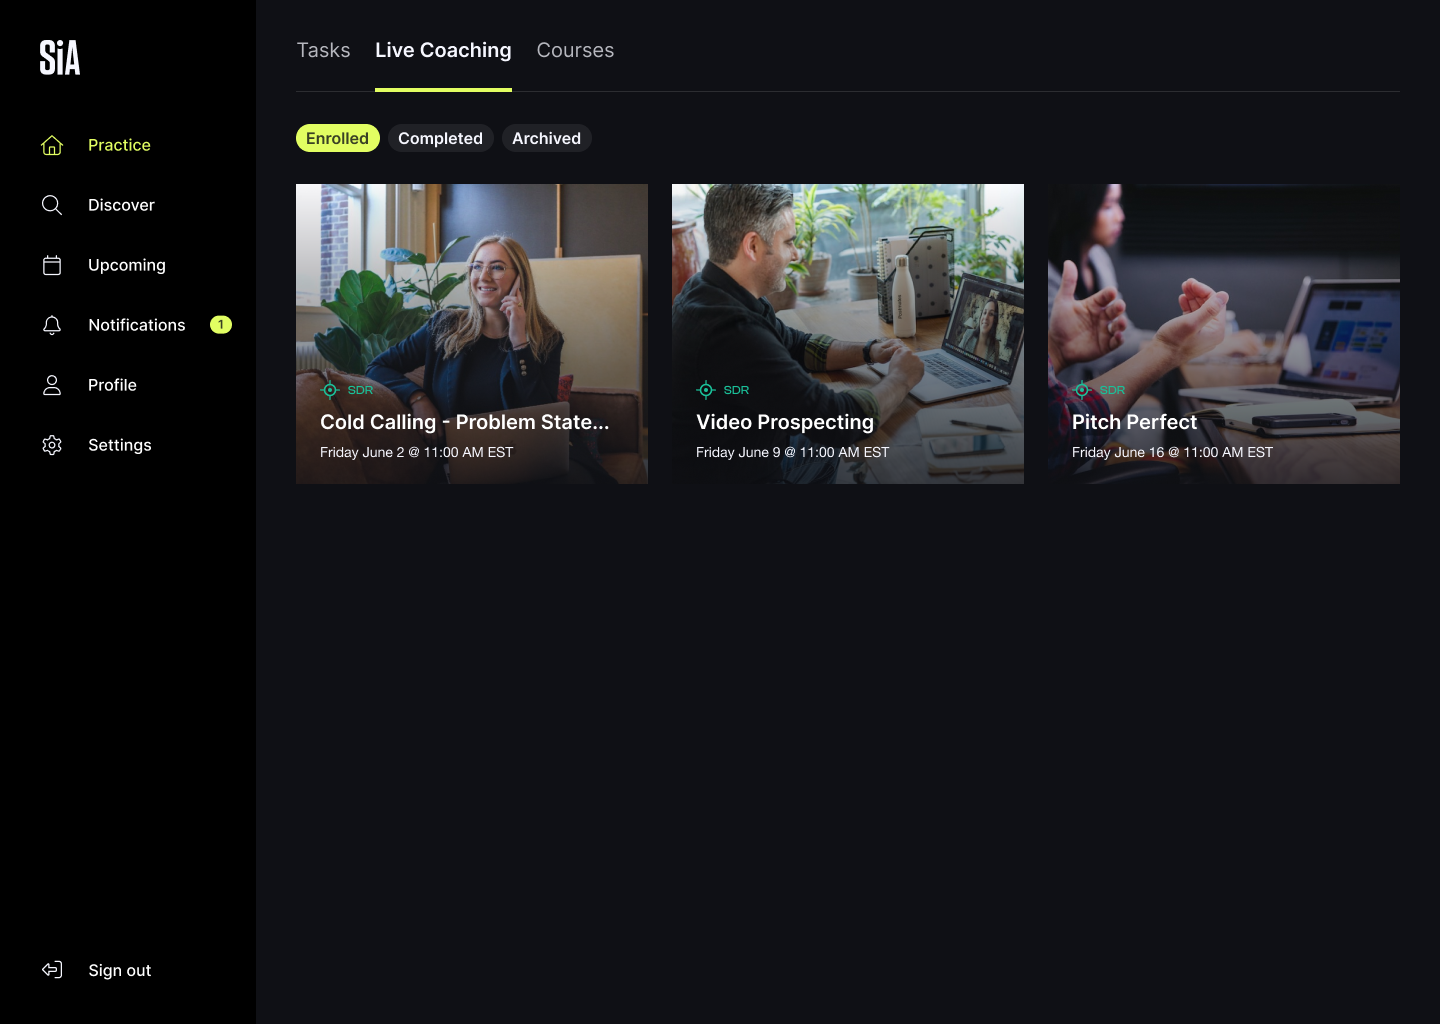 SiA
Tasks
Live Coaching
Courses
Practice
Enrolled
Completed
Archived
Discover
Upcoming
Notifications
1
Profile
Settings
SDR
Cold Calling - Problem State...
Friday June 2 @ 11:00 AM EST
SDR
Video Prospecting
Friday June 9 @ 11:00 AM EST
SDR
Pitch Perfect
Friday June 16 @ 11:00 AM EST
Sign out